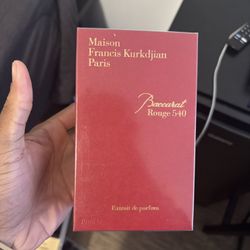 Maison
Francis Kurkdjian
Paris
Baccarat
Rouge 540
Extrait de parfum